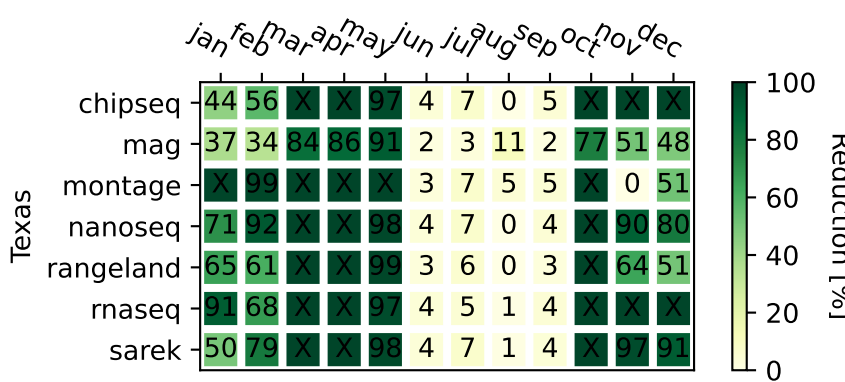 jan feb mar apr may jun jul aug sep oct nov dec
chipseq 44 56 X X 97 4 7 0 5 X X X
mag 37 34 84 86 91 2 3 11 2 77 51 48
montage X 99 X X X 3 7 5 5 X 0 51
nanoseq 71 92 X X 98 4 7 0 4 X 90 80
rangeland 65 61 X X 99 3 6 0 3 X 64 51
rnaseq 91 68 X X 97 4 5 1 4 X X X
sarek 50 79 X X 98 4 7 1 4 X 97 91
Texas
100
80
60
40
20
0
Reduction [%]